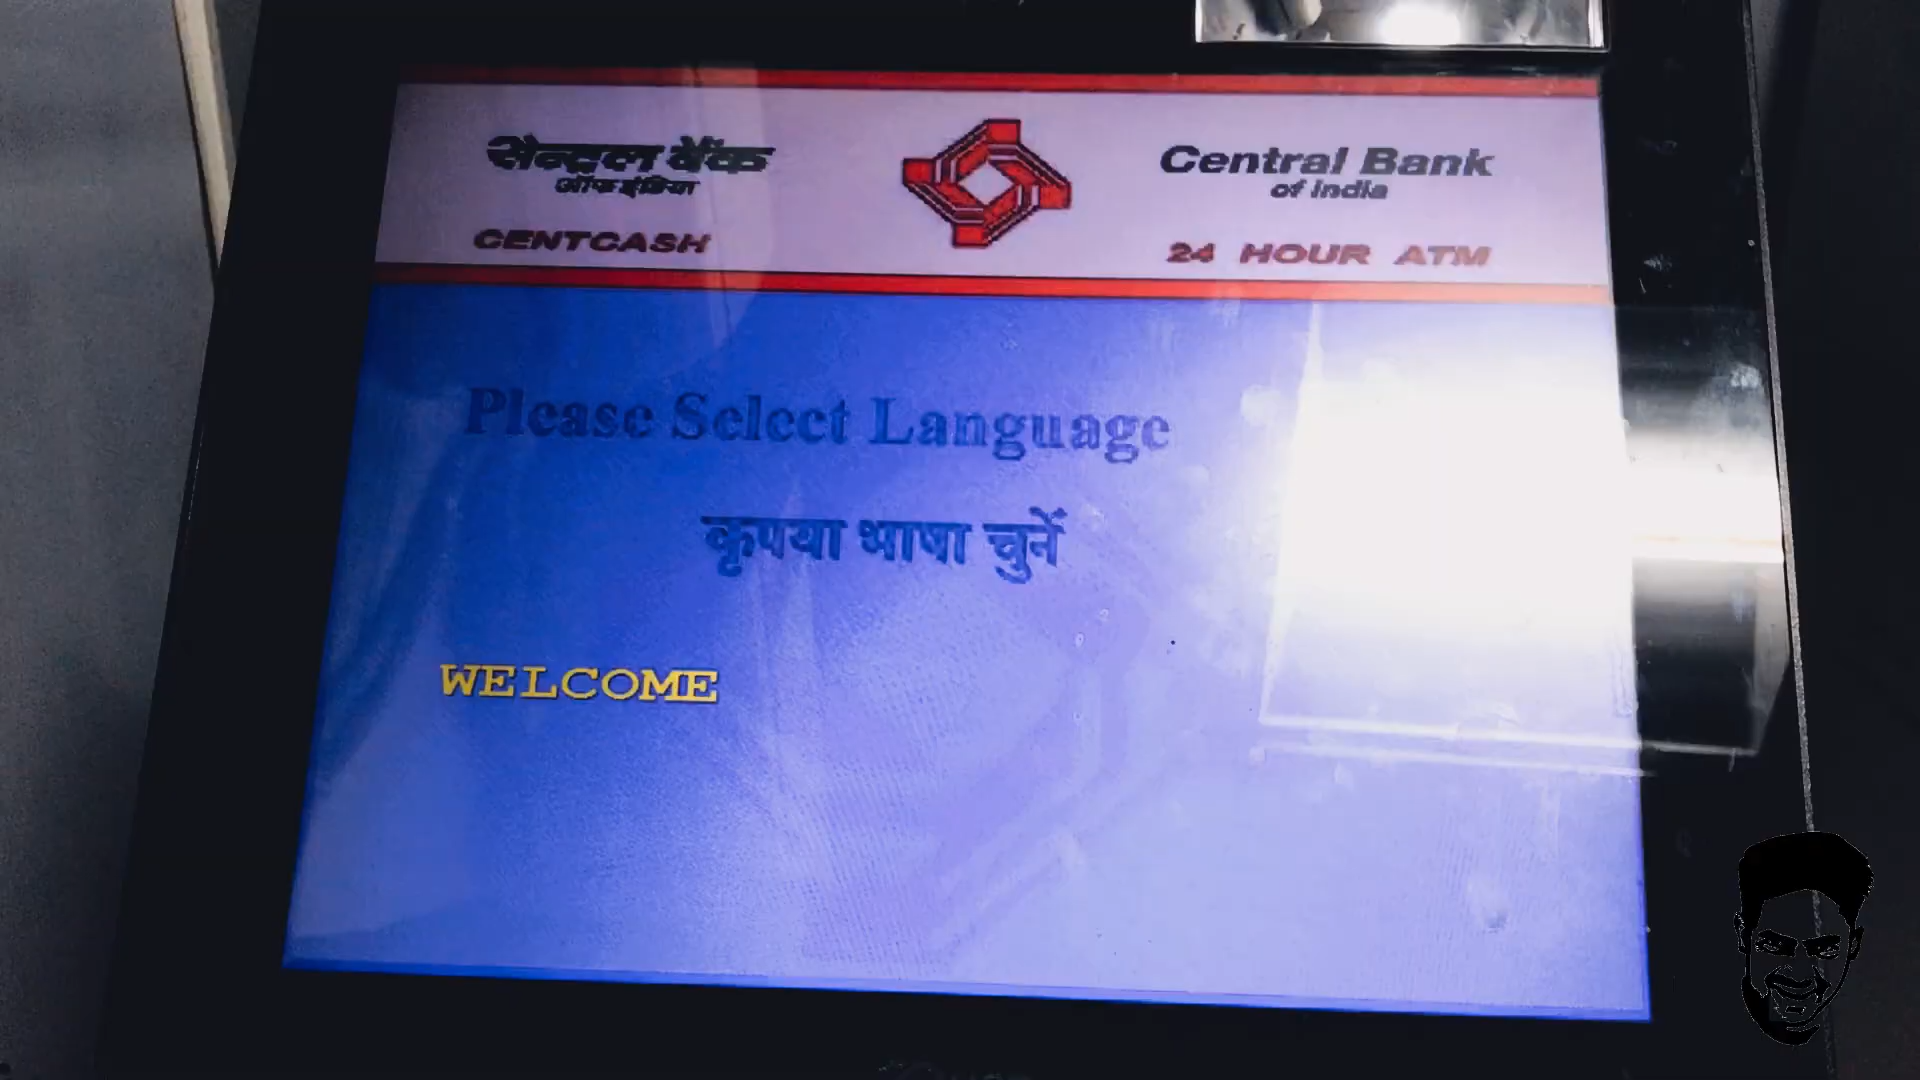 सेन्ट्रल बैंक
ऑफ इंडिया
CENTCASH
Central Bank
of India
24 HOUR ATM
Please Select Language
कृपया भाषा चुनें
WELCOME